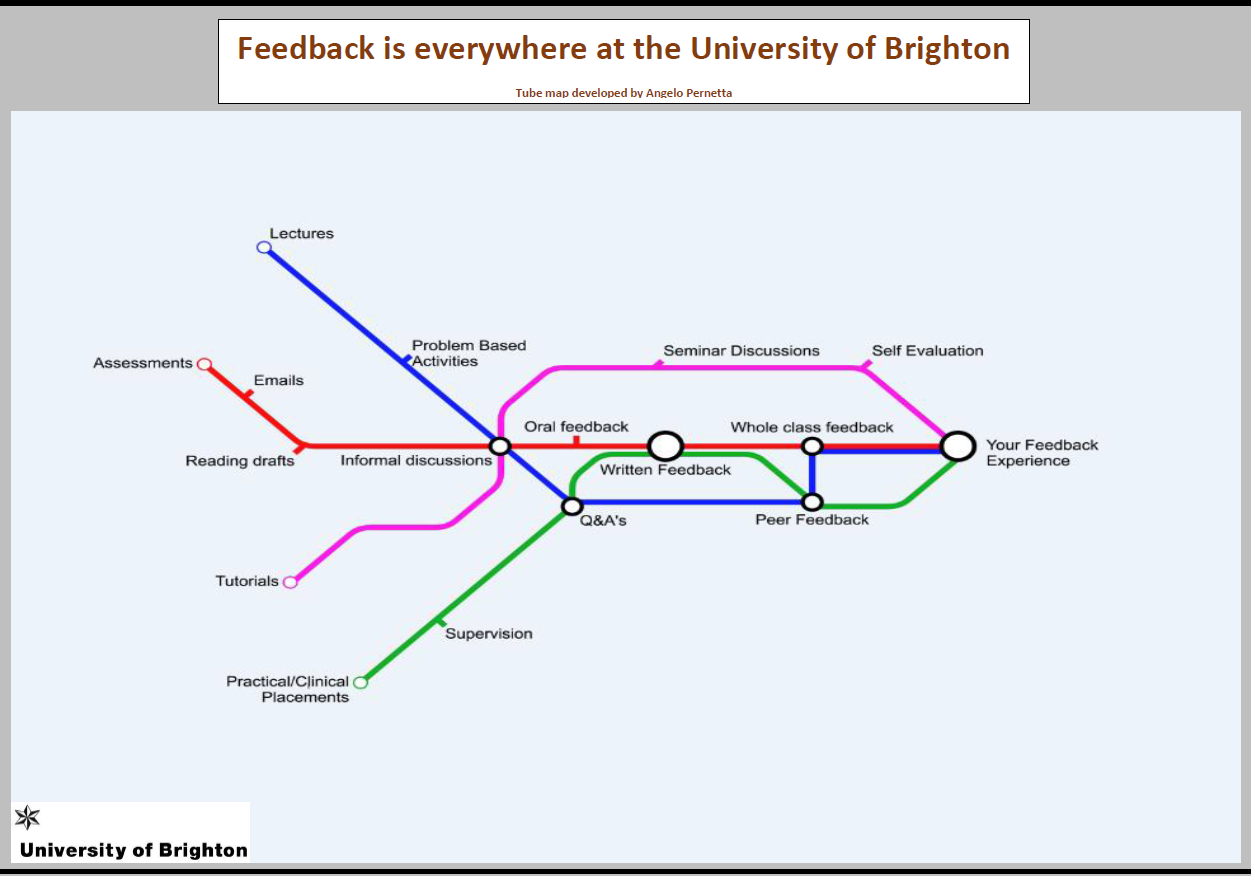 Feedback is everywhere at the University of Brighton
Tube map developed by Angelo Pernetta
Lectures
Problem Based
Activities
Assessments
Emails
Seminar Discussions
Self Evaluation
Oral feedback
Whole class feedback
Your Feedback
Experience
Reading drafts
Informal discussions
Written Feedback
Q&A's
Peer Feedback
Tutorials
Supervision
Practical/Clinical
Placements
University of Brighton